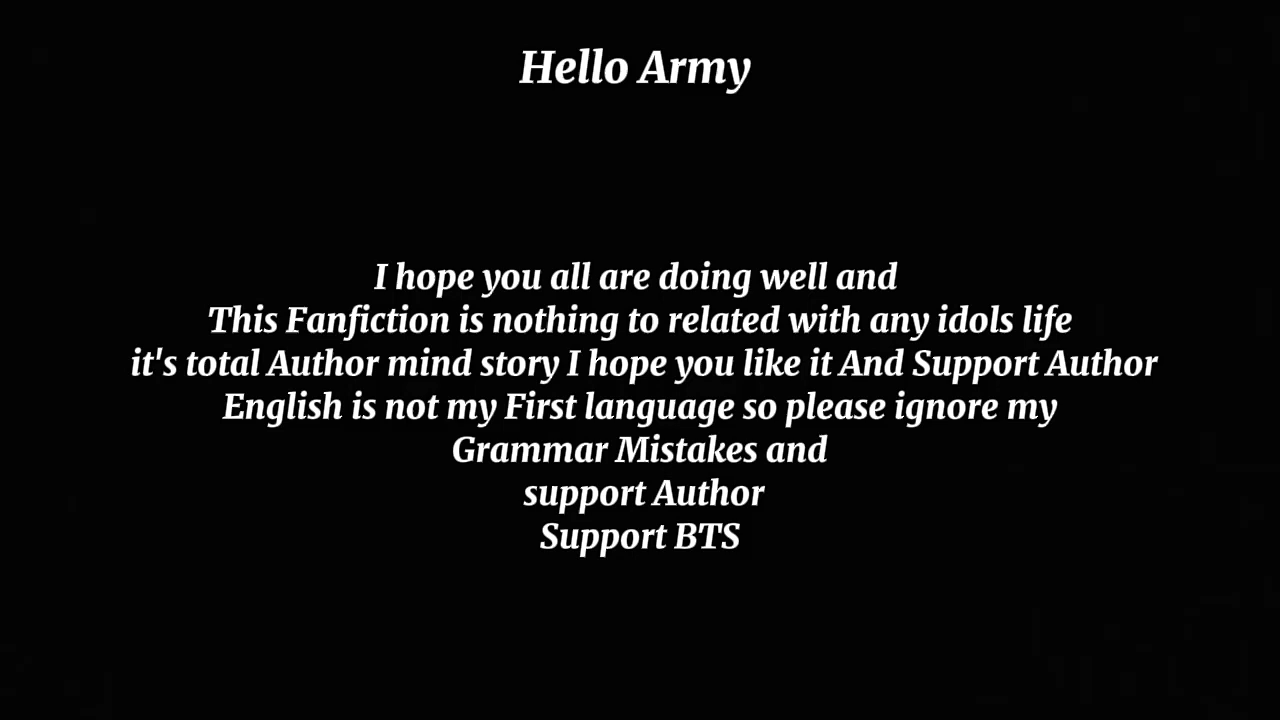 Hello Army
I hope you all are doing well and
This Fanfiction is nothing to related with any idols life
it's total Author mind story I hope you like it And Support Author
English is not my First language so please ignore my
Grammar Mistakes and
support Author
Support BTS